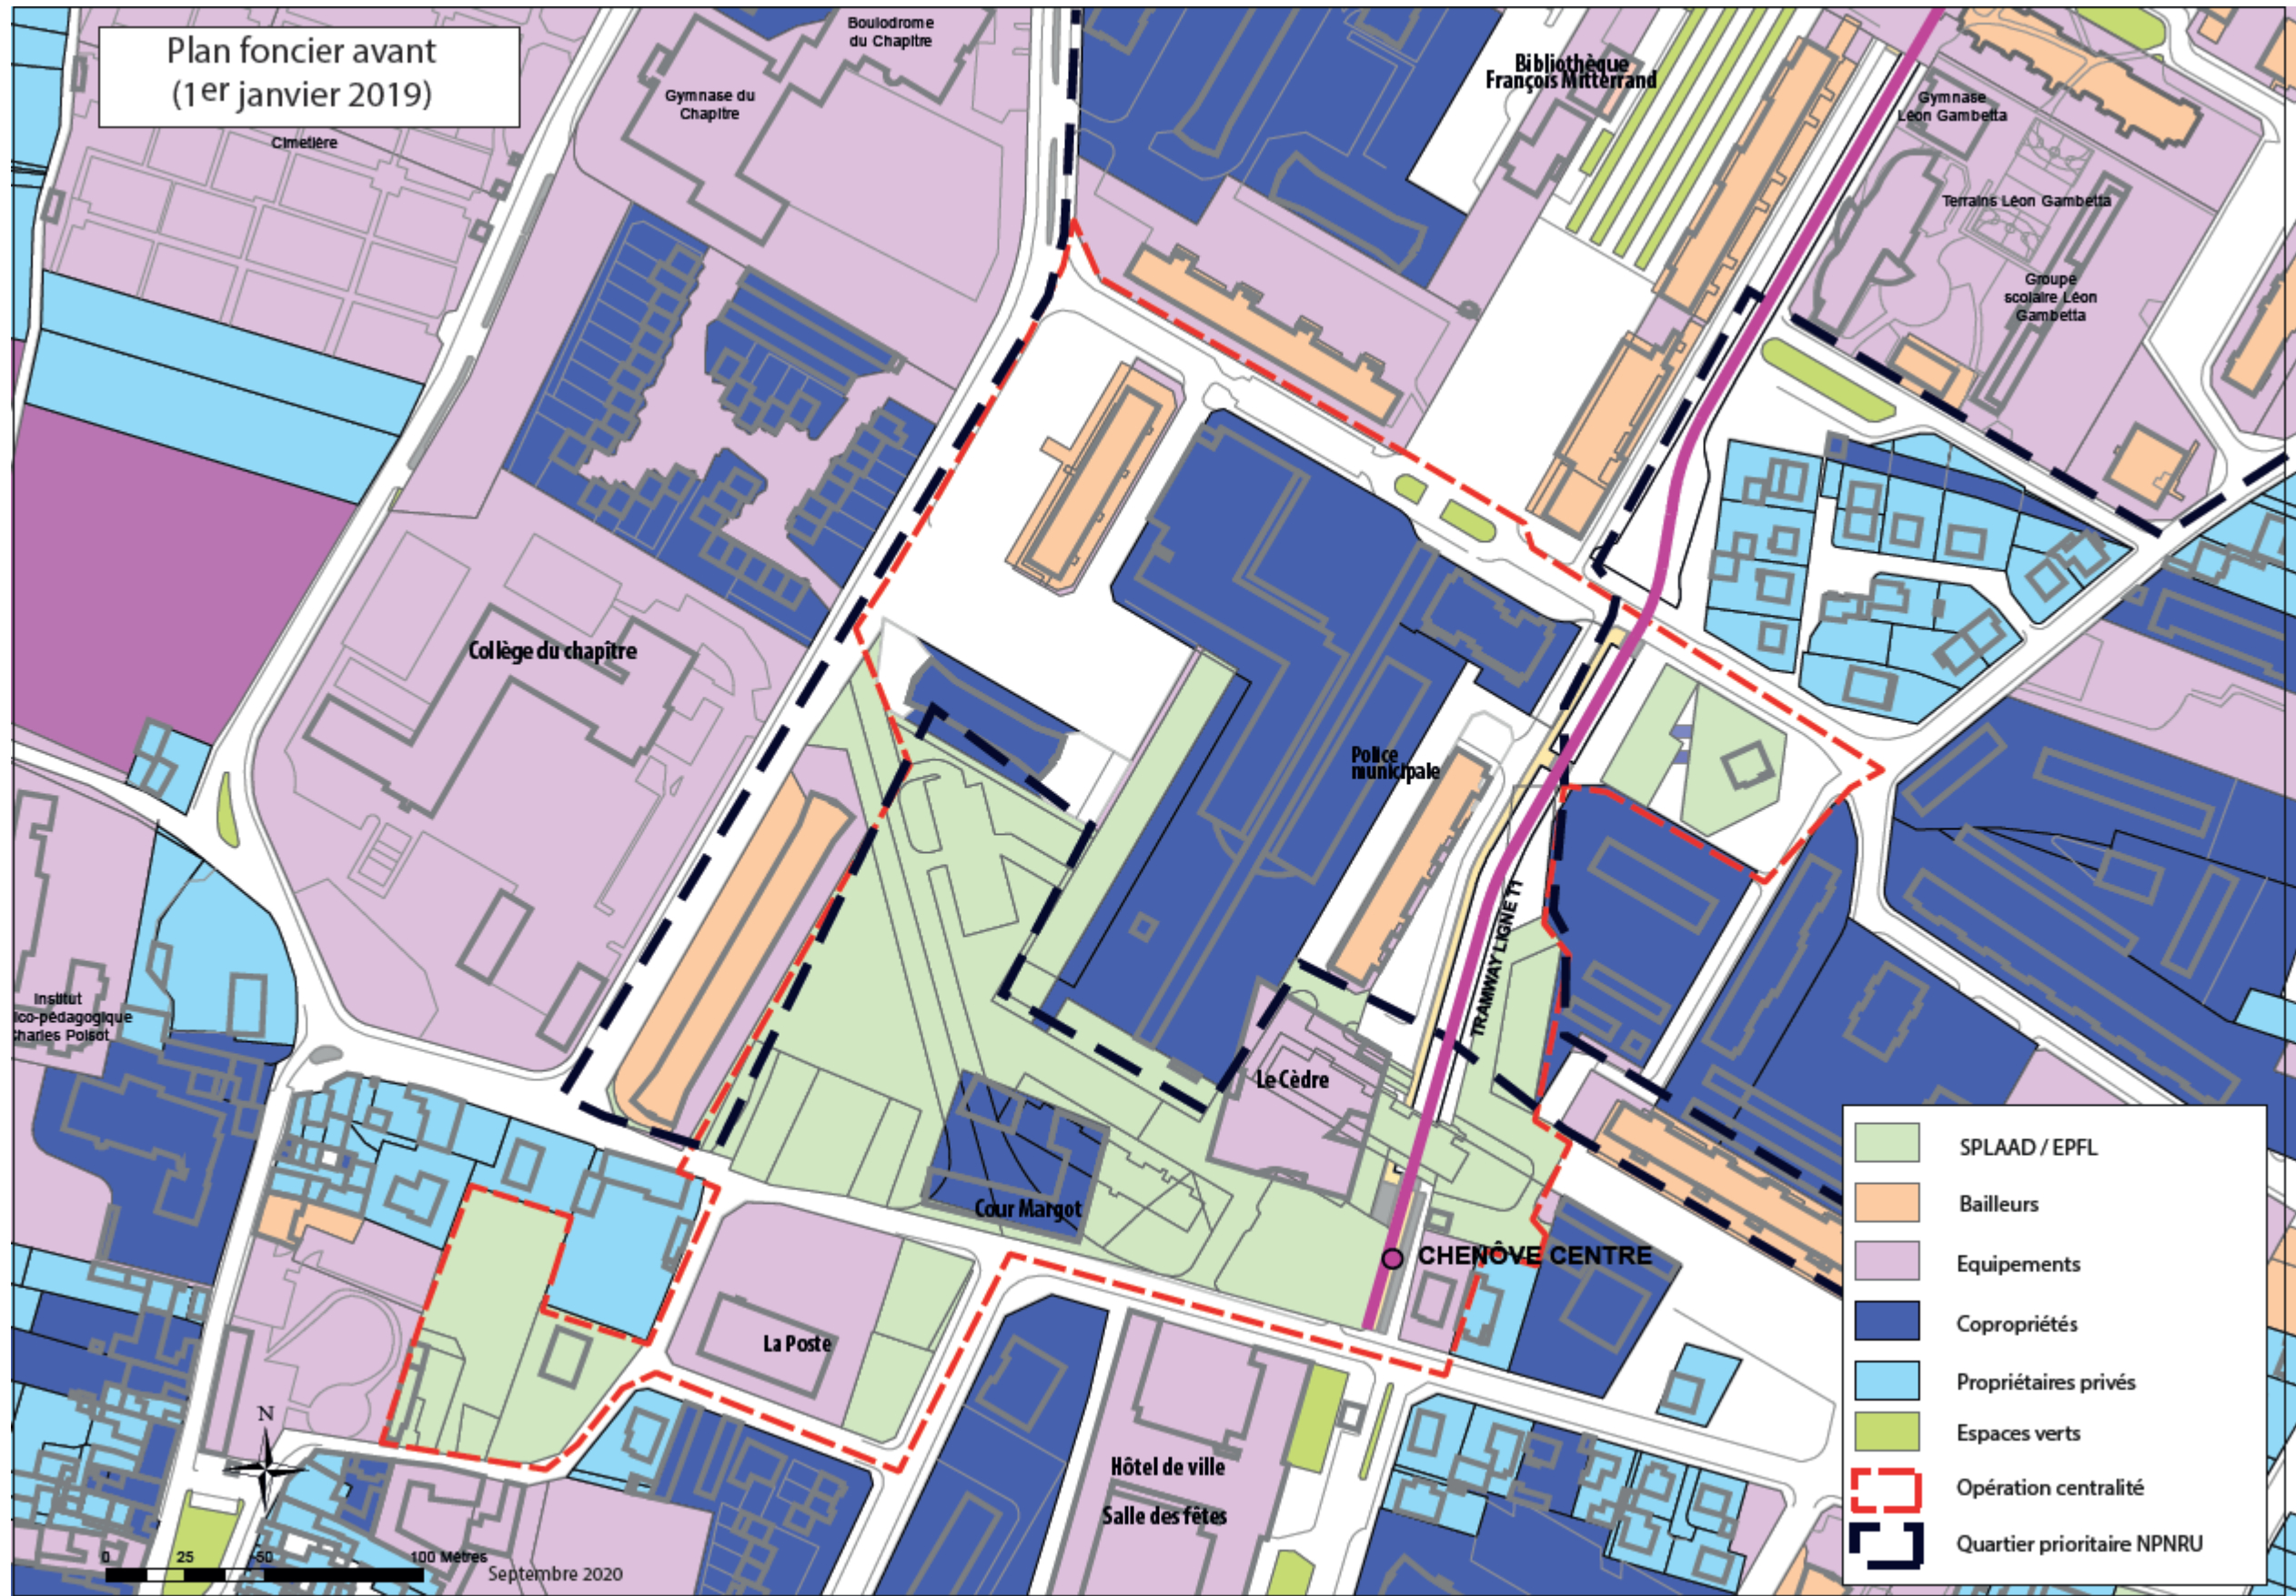 Plan foncier avant
(1er janvier 2019)
Cimetière
Boulodrome
du Chapitre
Gymnase du
Chapitre
Bibliothèque
François Mitterrand
Gymnase
Léon Gambetta
Terrains Léon Gambetta
Groupe
scolaire Léon
Gambetta
Collège du chapître
Police
municipale
TRAMWAY LIGNE T1
Institut
ico-pédagogique
Charles Poisot
Le Cèdre
Cour Margot
CHENÔVE CENTRE
La Poste
Hôtel de ville
Salle des fêtes
N
0 25 50 100 Mètres
Septembre 2020
SPLAAD / EPFL
Bailleurs
Equipements
Copropriétés
Propriétaires privés
Espaces verts
Opération centralité
Quartier prioritaire NPNRU